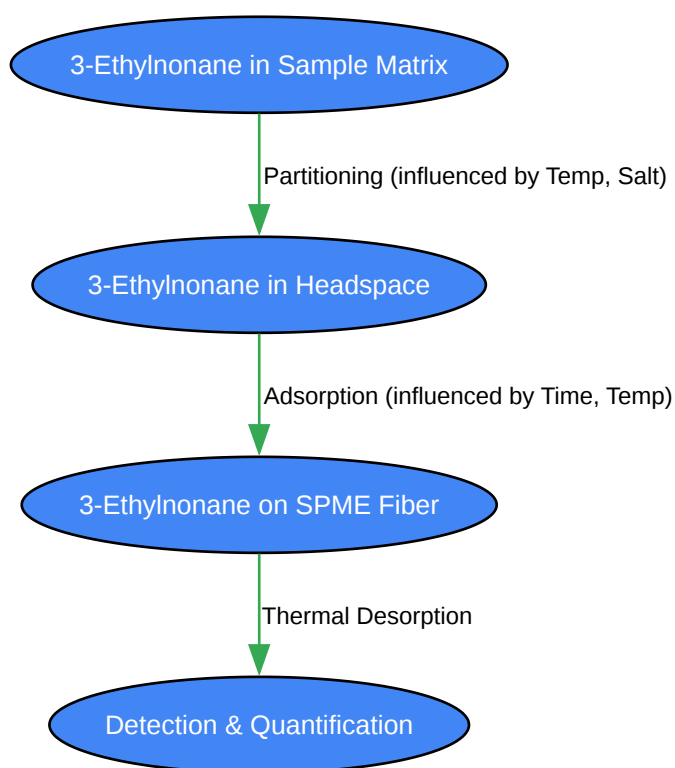 3-Ethylnonane in Sample Matrix
Partitioning (influenced by Temp, Salt)
3-Ethylnonane in Headspace
Adsorption (influenced by Time, Temp)
3-Ethylnonane on SPME Fiber
Thermal Desorption
Detection & Quantification